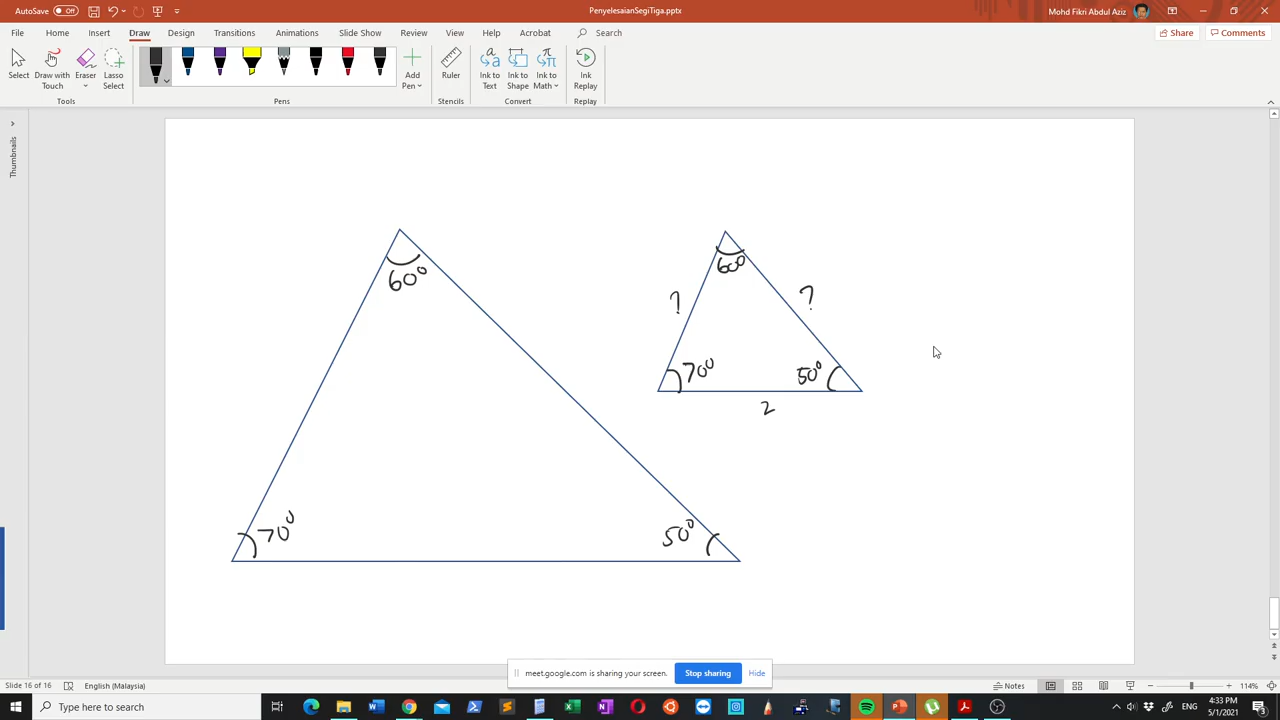 AutoSave Off
PenyelesaianSegiTiga.pptx
Mohd Fikri Abdul Aziz
File Home Insert Draw Design Transitions Animations Slide Show Review View Help Acrobat Search
Share Comments
Select
Draw with Touch
Eraser
Lasso Select
Add Pen
Ruler
Ink to Text
Ink to Shape
Ink to Math
Ink Replay
Tools Pens Stencils Convert Replay
Thumbnails
60°
60°
?
?
70°
50°
2
70°
50°
meet.google.com is sharing your screen.
Stop sharing
Hide
Slide 16 of 16 English (Malaysia)
Notes
114%
Type here to search
4:33 PM
5/1/2021